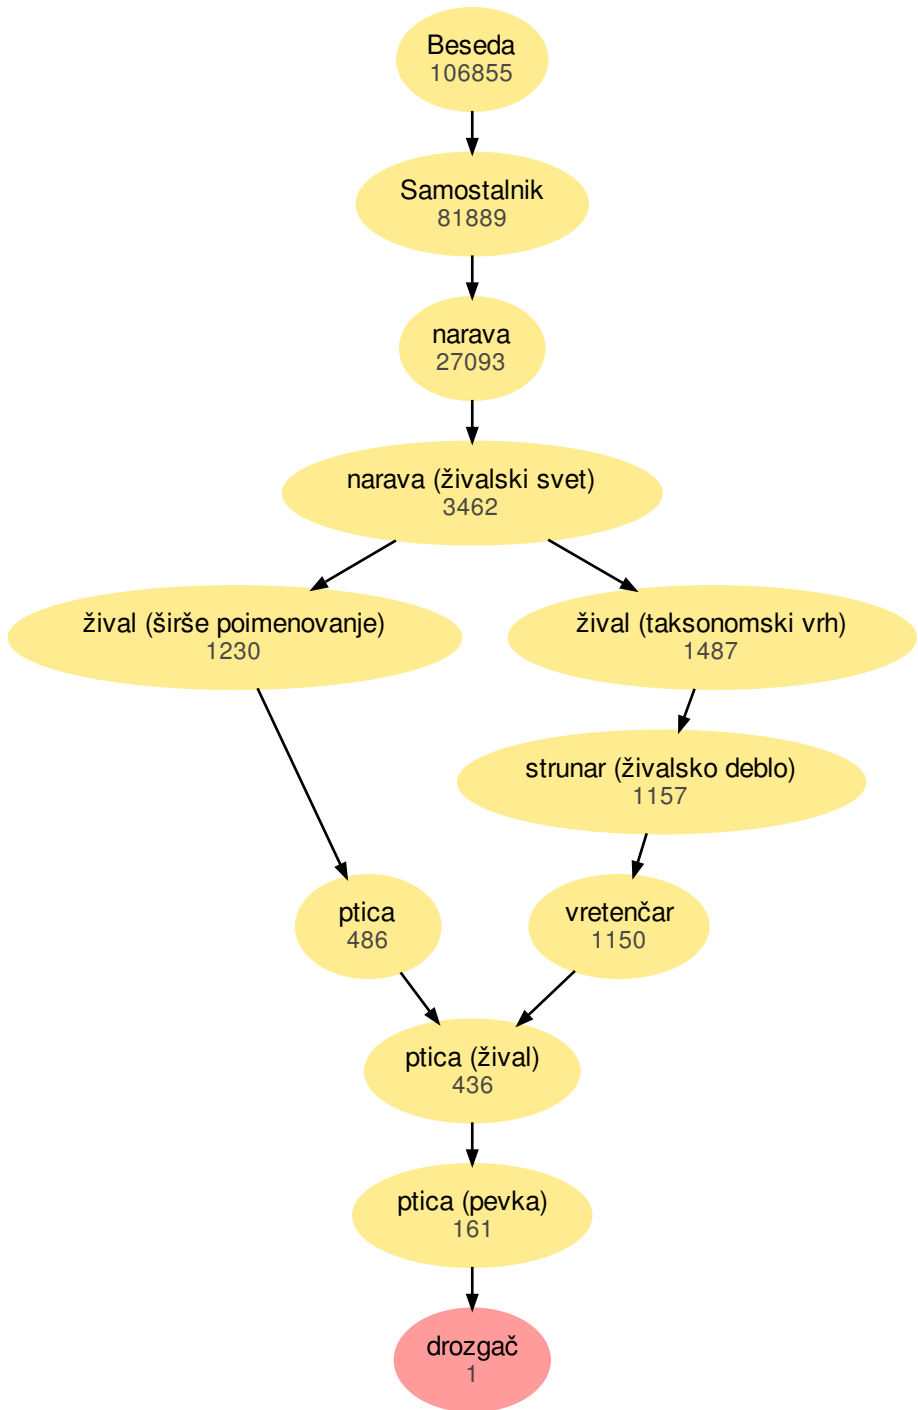 Beseda
106855
Samostalnik
81889
narava
27093
narava (živalski svet)
3462
žival (širše poimenovanje)
1230
žival (taksonomski vrh)
1487
strunar (živalsko deblo)
1157
ptica
486
vretenčar
1150
ptica (žival)
436
ptica (pevka)
161
drozgač
1